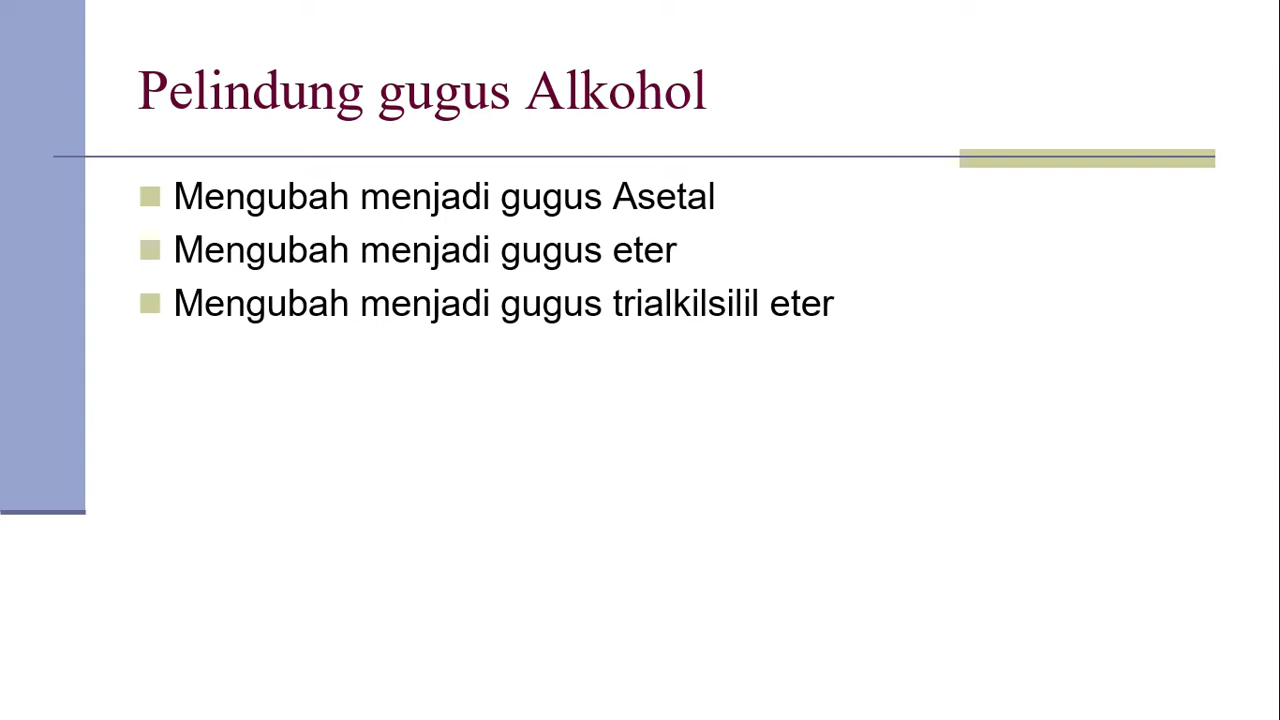 Pelindung gugus Alkohol
Mengubah menjadi gugus Asetal
Mengubah menjadi gugus eter
Mengubah menjadi gugus trialkilsilil eter